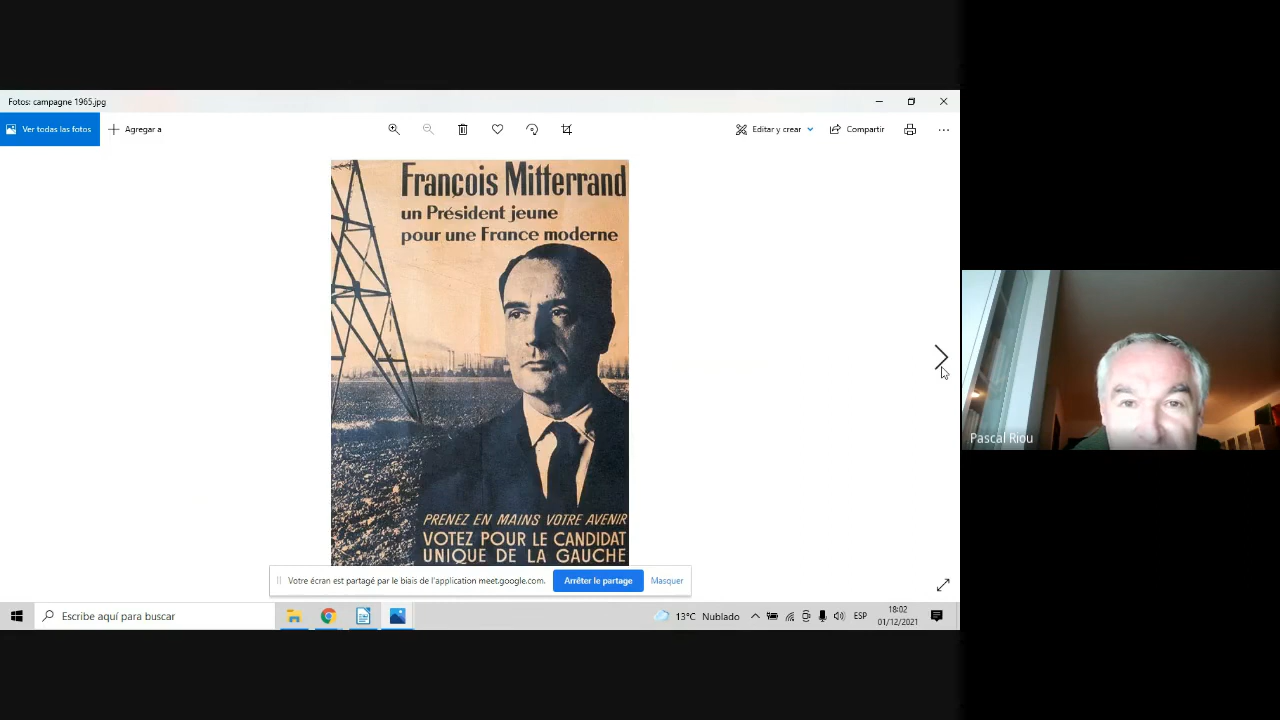 Fotos: campagne 1965.jpg
Ver todas las fotos
Agregar a
Editar y crear
Compartir
François Mitterrand
un Président jeune
pour une France moderne
PRENEZ EN MAINS VOTRE AVENIR
VOTEZ POUR LE CANDIDAT
UNIQUE DE LA GAUCHE
Votre écran est partagé par le biais de l'application meet.google.com.
Arrêter le partage
Masquer
Pascal Riou
Escribe aquí para buscar
13°C Nublado
ESP
18:02
01/12/2021